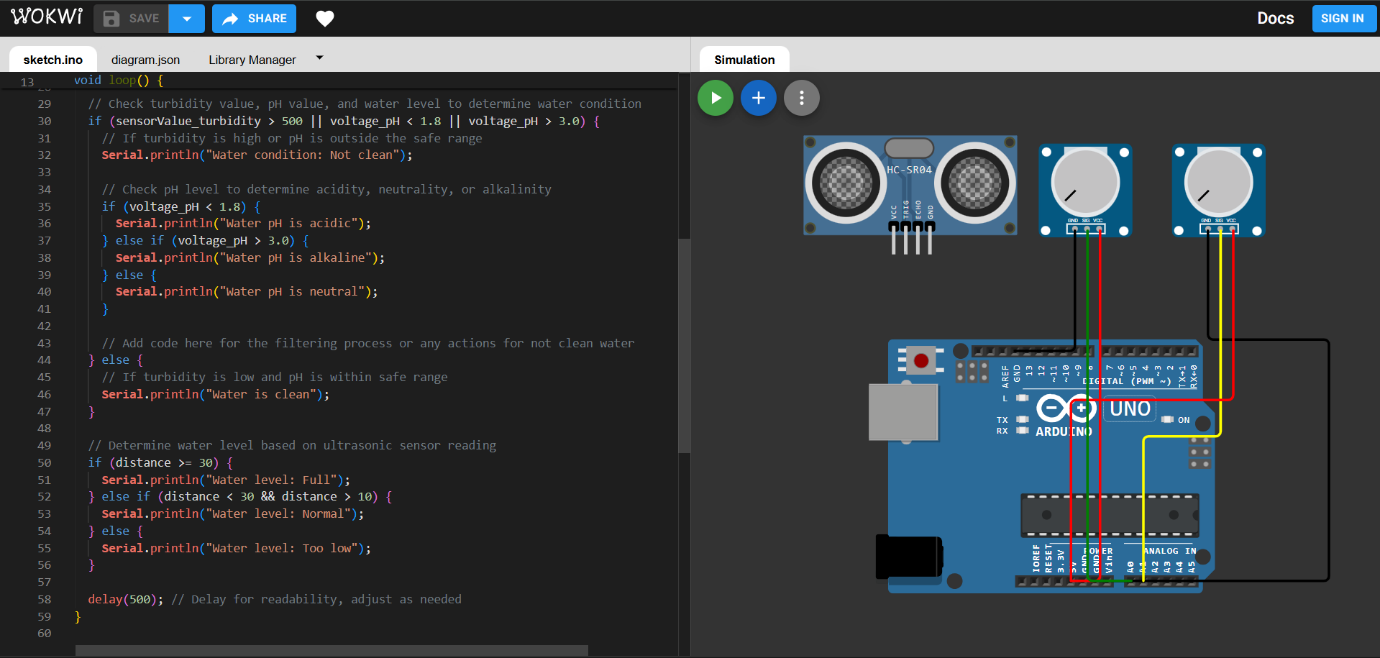 WOKWi
SAVE
SHARE
Docs
SIGN IN
sketch.ino
diagram.json
Library Manager
Simulation
13 void loop() {
29 // Check turbidity value, pH value, and water level to determine water condition
30 if (sensorValue_turbidity > 500 || voltage_pH < 1.8 || voltage_pH > 3.0) {
31 // If turbidity is high or pH is outside the safe range
32 Serial.println("Water condition: Not clean");
33
34 // Check pH level to determine acidity, neutrality, or alkalinity
35 if (voltage_pH < 1.8) {
36 Serial.println("Water pH is acidic");
37 } else if (voltage_pH > 3.0) {
38 Serial.println("Water pH is alkaline");
39 } else {
40 Serial.println("Water pH is neutral");
41 }
42
43 // Add code here for the filtering process or any actions for not clean water
44 } else {
45 // If turbidity is low and pH is within safe range
46 Serial.println("Water is clean");
47 }
48
49 // Determine water level based on ultrasonic sensor reading
50 if (distance >= 30) {
51 Serial.println("Water level: Full");
52 } else if (distance < 30 && distance > 10) {
53 Serial.println("Water level: Normal");
54 } else {
55 Serial.println("Water level: Too low");
56 }
57
58 delay(500); // Delay for readability, adjust as needed
59 }
60
HC-SR04
VCC TRIG ECHO GND
GND SIG VCC
GND SIG VCC
AREF GND 13 12 ~11 ~10 ~9 8 7 ~6 ~5 4 ~3 2 TX→1 RX←0
DIGITAL (PWM ~)
L
TX
RX
UNO
ARDUINO
ON
POWER
ANALOG IN
IOREF RESET 3.3V 5V GND GND Vin A0 A1 A2 A3 A4 A5